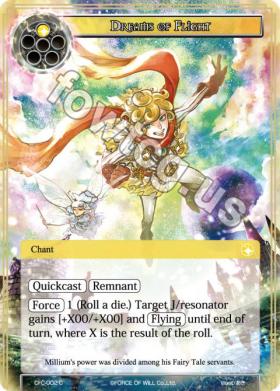 Dreams of Flight
fowtcg.us
Chant
Quickcast Remnant
Force 1 (Roll a die.) Target J/resonator
gains [+X00/+X00] and Flying until end of
turn, where X is the result of the roll.
Millium's power was divided among his Fairy Tale servants.
©FORCE OF WILL Co.,Ltd.